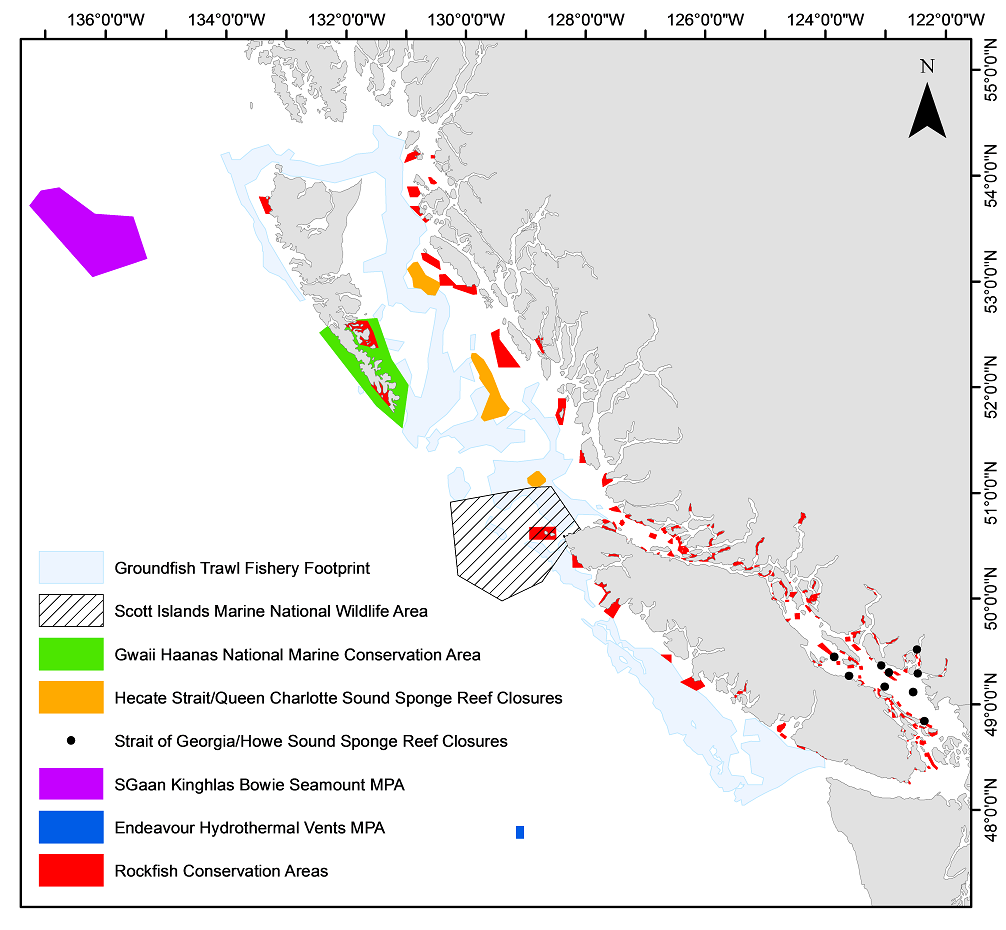 136°0'0"W 132°0'0"W 130°0'0"W 128°0'0"W 126°0'0"W 124°0'0"W 122°0'0"W
N
55°0'0"N
54°0'0"N
53°0'0"N
52°0'0"N
51°0'0"N
50°0'0"N
49°0'0"N
48°0'0"N
Groundfish Trawl Fishery Footprint
Scott Islands Marine National Wildlife Area
Gwaii Haanas National Marine Conservation Area
Hecate Strait/Queen Charlotte Sound Sponge Reef Closures
Strait of Georgia/Howe Sound Sponge Reef Closures
SGaan Kinghlas Bowie Seamount MPA
Endeavour Hydrothermal Vents MPA
Rockfish Conservation Areas